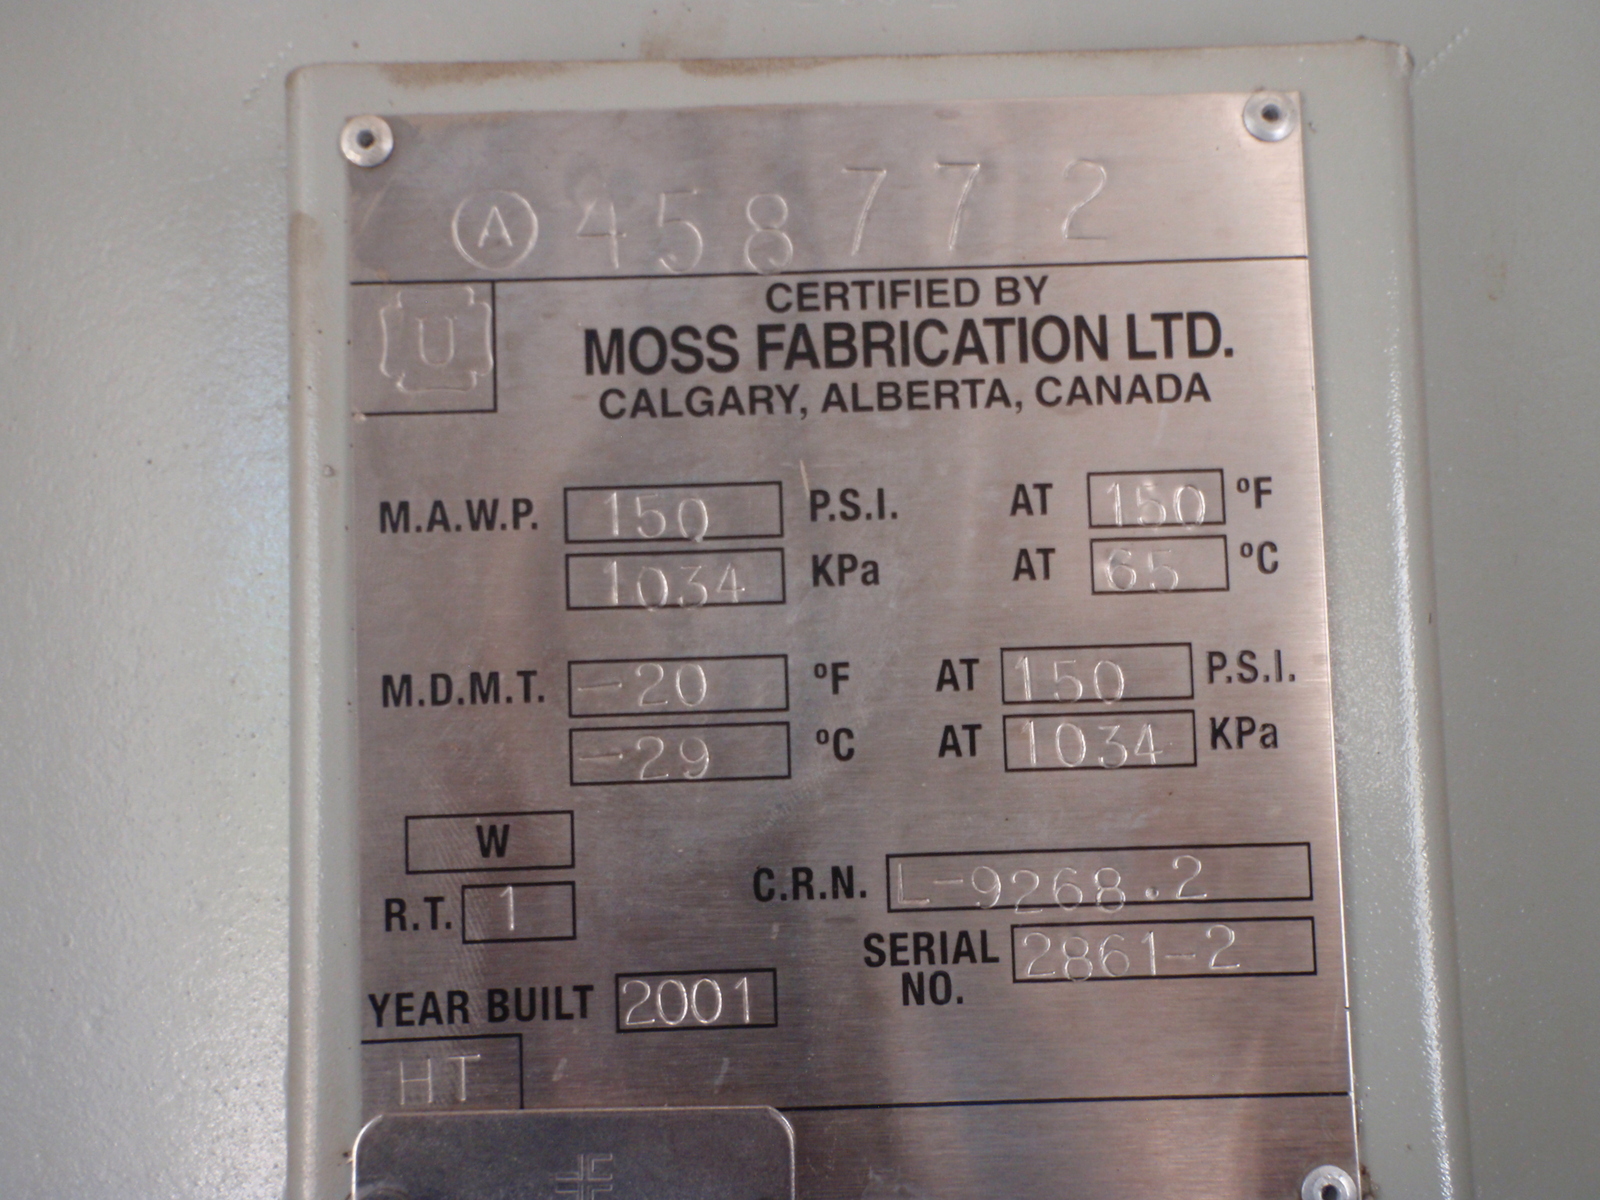 A 458772
U
CERTIFIED BY
MOSS FABRICATION LTD.
CALGARY, ALBERTA, CANADA
M.A.W.P. 150 P.S.I. AT 150 ºF
1034 KPa AT 65 ºC
M.D.M.T. -20 ºF AT 150 P.S.I.
-29 ºC AT 1034 KPa
W
R.T. 1
C.R.N. L-9268.2
SERIAL NO. 2861-2
YEAR BUILT 2001
HT